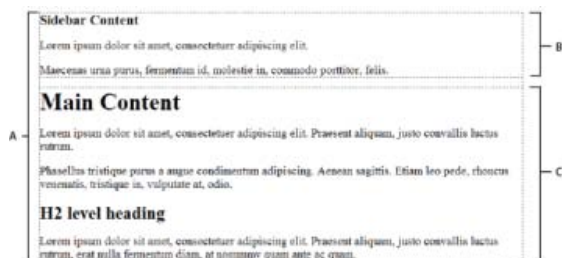 Sidebar Content
B
Lorem ipsum dolor sit amet, consectetuer adipiscing elit.
Maecenas urna purus, fermentum id, molestie in, commodo porttitor, felis.
Main Content
A
Lorem ipsum dolor sit amet, consectetuer adipiscing elit. Praesent aliquam, justo convallis luctus
rutrum.
Phasellus tristique purus a augue condimentum adipiscing. Aenean sagittis. Etiam leo pede, rhoncus
venenatis, tristique in, vulputate at, odio.
C
H2 level heading
Lorem ipsum dolor sit amet, consectetuer adipiscing elit. Praesent aliquam, justo convallis luctus
rutrum, erat nulla fermentum diam, at nonummy quam ante ac quam.